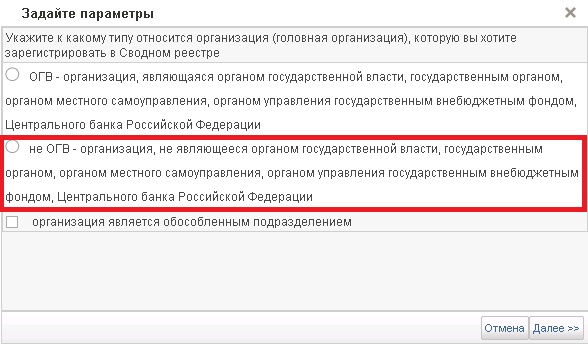 Задайте параметры
Укажите к какому типу относится организация (головная организация), которую вы хотите
зарегистрировать в Сводном реестре
ОГВ - организация, являющаяся органом государственной власти, государственным органом,
органом местного самоуправления, органом управления государственным внебюджетным фондом,
Центрального банка Российской Федерации
не ОГВ - организация, не являющееся органом государственной власти, государственным
органом, органом местного самоуправления, органом управления государственным внебюджетным
фондом, Центрального банка Российской Федерации
организация является обособленным подразделением
Отмена Далее >>